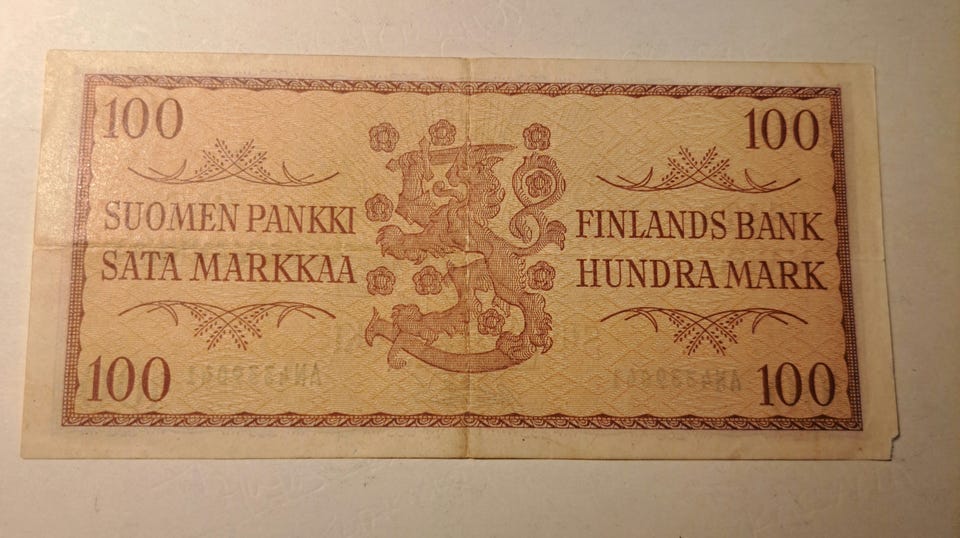 100
100
SUOMEN PANKKI
SATA MARKKAA
FINLANDS BANK
HUNDRA MARK
100
100